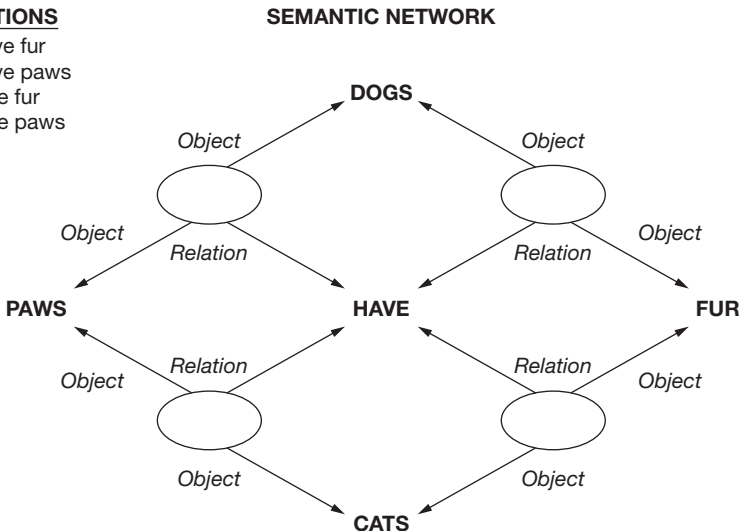 TIONS
ve fur
ve paws
e fur
e paws
SEMANTIC NETWORK
DOGS
Object
Object
Object
Relation
Relation
Object
PAWS
HAVE
FUR
Object
Relation
Relation
Object
Object
Object
CATS